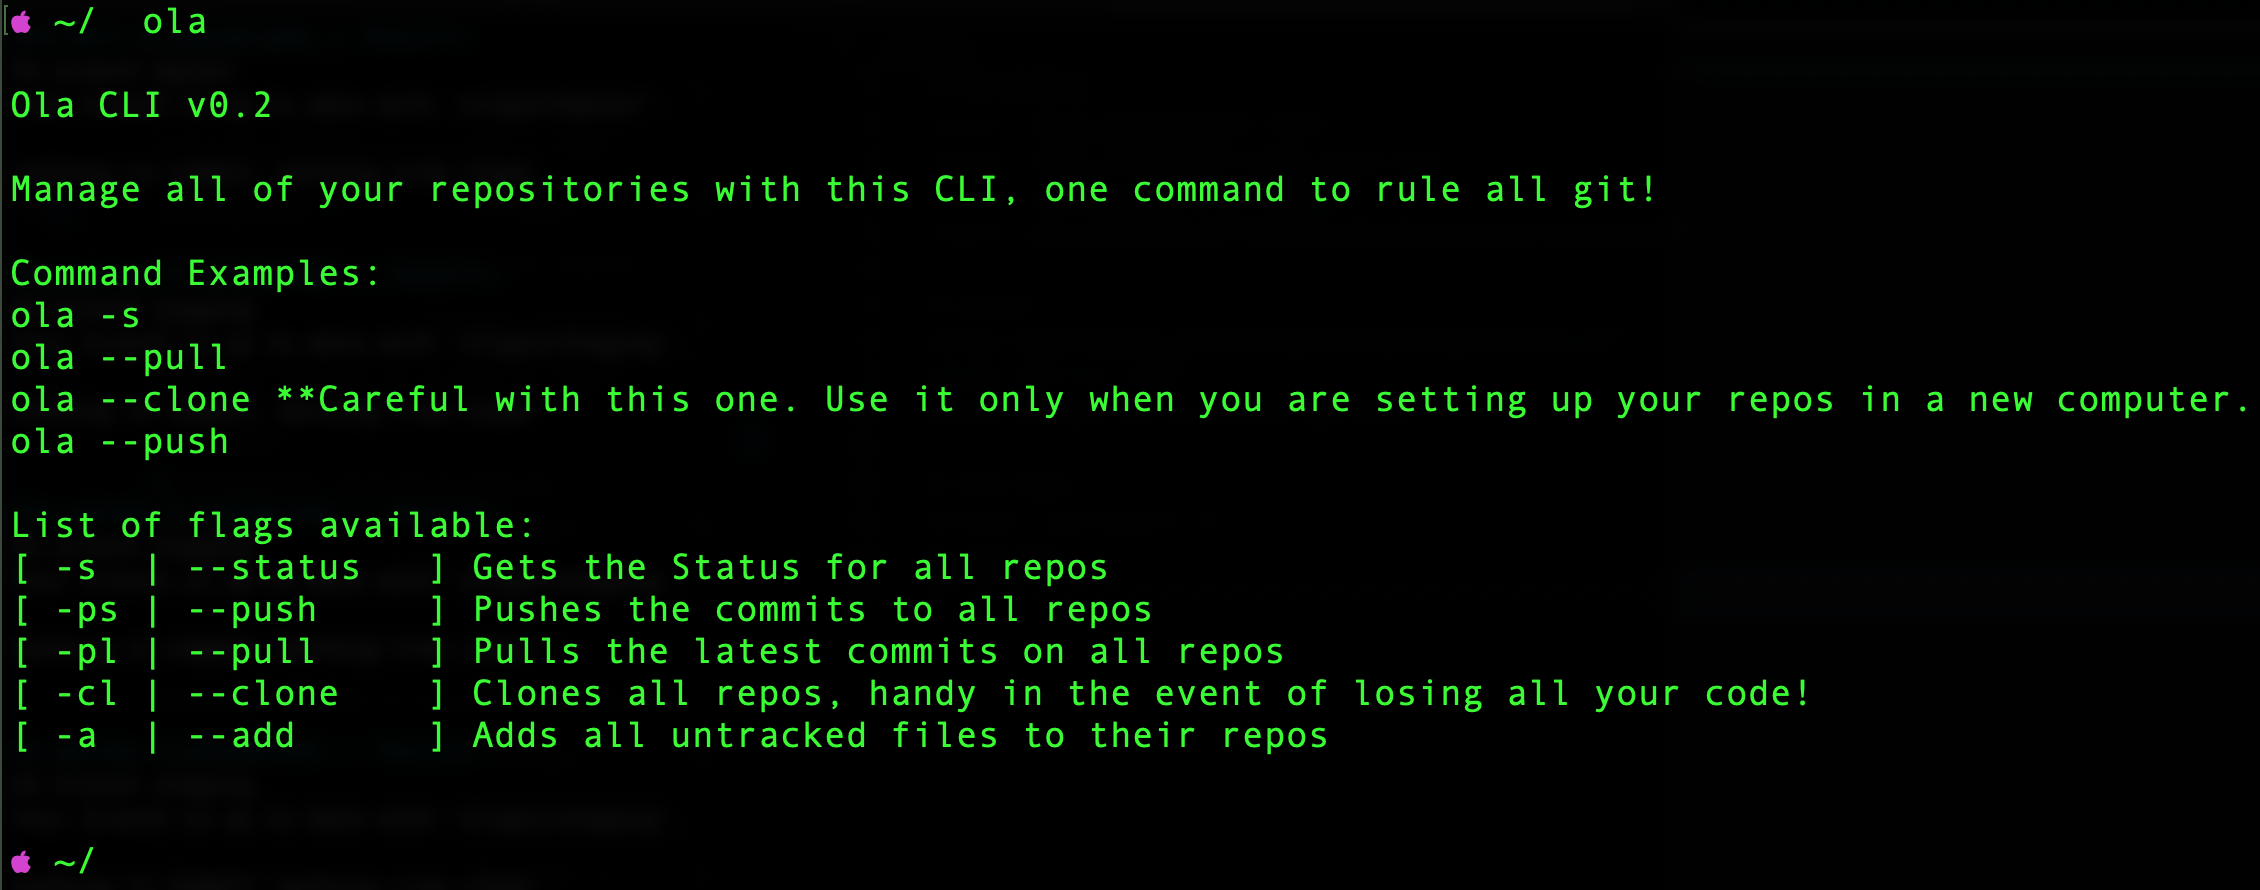 ~/  ola
Ola CLI v0.2
Manage all of your repositories with this CLI, one command to rule all git!
Command Examples:
ola -s
ola --pull
ola --clone **Careful with this one. Use it only when you are setting up your repos in a new computer.
ola --push
List of flags available:
[ -s  | --status   ] Gets the Status for all repos
[ -ps | --push     ] Pushes the commits to all repos
[ -pl | --pull     ] Pulls the latest commits on all repos
[ -cl | --clone    ] Clones all repos, handy in the event of losing all your code!
[ -a  | --add      ] Adds all untracked files to their repos
~/